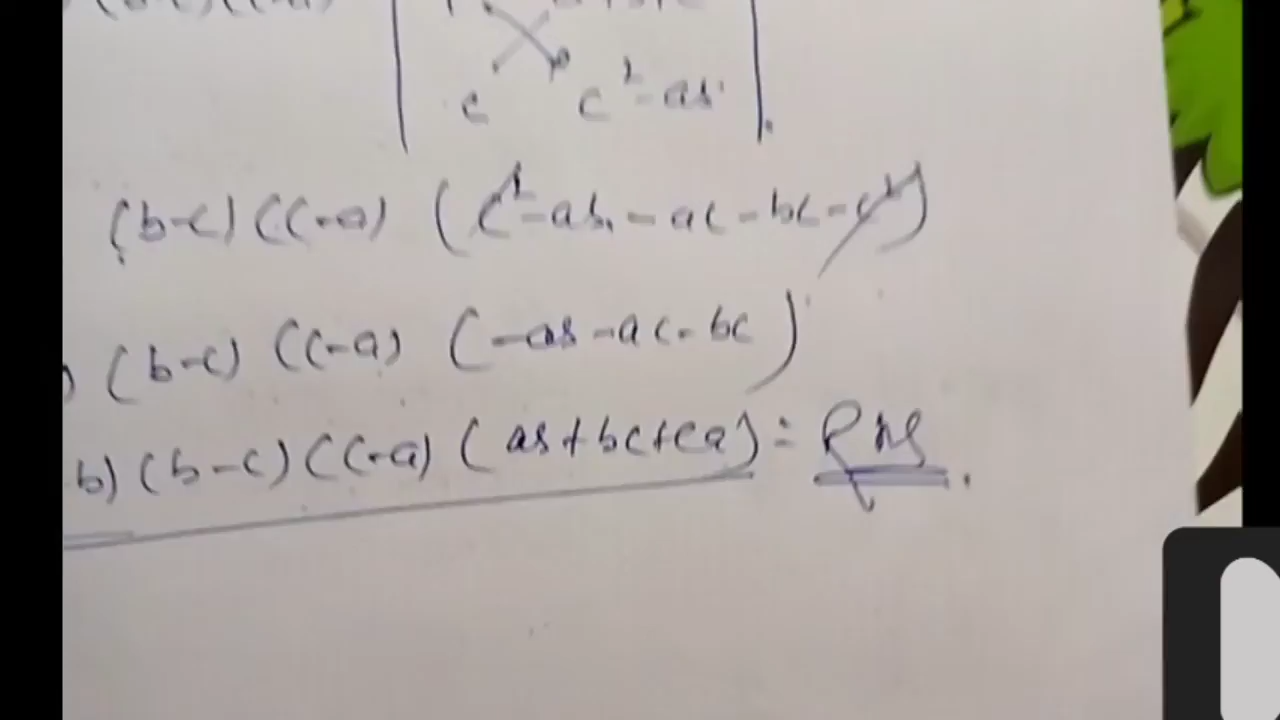 c c²-ab
(b-c) (c-a) (c²-ab-ac-bc-c²)
) (b-c) (c-a) (-ab-ac-bc)
b) (b-c) (c-a) (ab+bc+ca) = RHS.